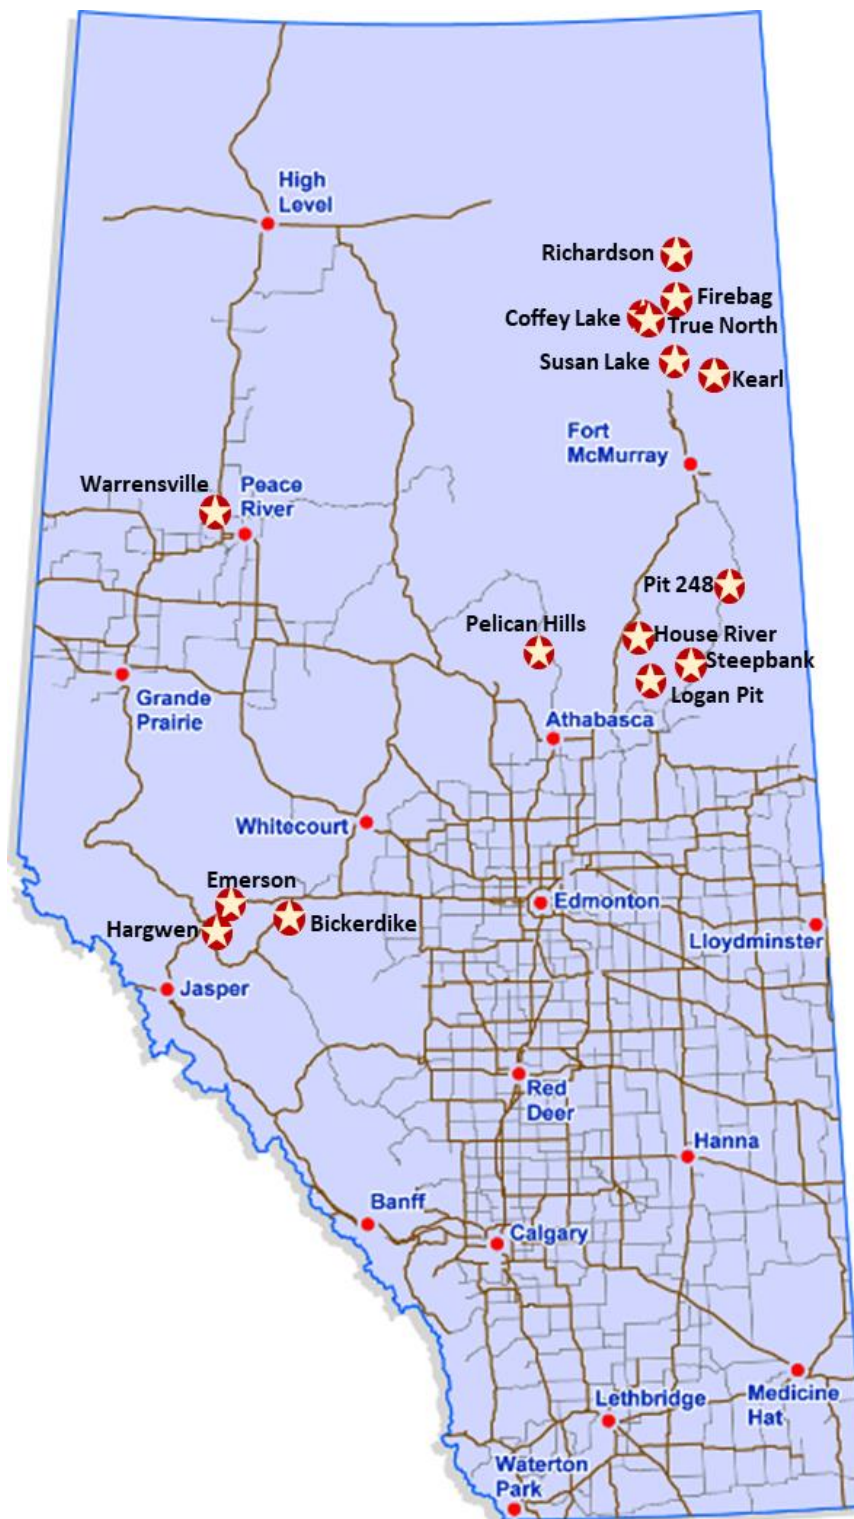 High
Level
Richardson
Firebag
Coffey Lake
True North
Susan Lake
Kearl
Fort
McMurray
Warrensville
Peace
River
Pit 248
Pelican Hills
House River
Steepbank
Logan Pit
Grande
Prairie
Athabasca
Whitecourt
Emerson
Edmonton
Hargwen
Bickerdike
Lloydminster
Jasper
Red
Deer
Hanna
Banff
Calgary
Lethbridge
Medicine
Hat
Waterton
Park